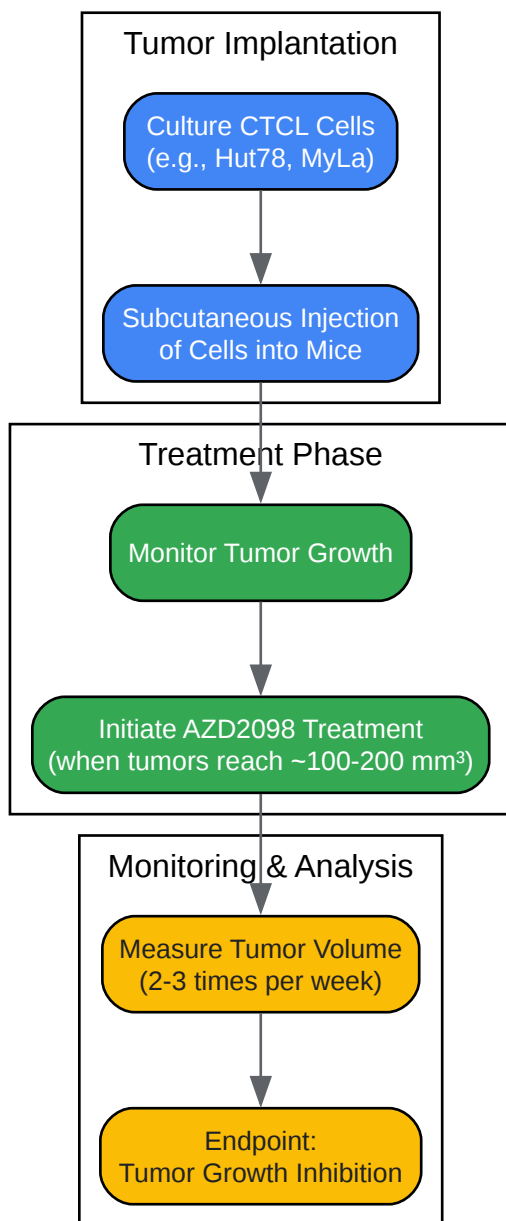 Tumor Implantation
Culture CTCL Cells
(e.g., Hut78, MyLa)
Subcutaneous Injection
of Cells into Mice
Treatment Phase
Monitor Tumor Growth
Initiate AZD2098 Treatment
(when tumors reach ~100-200 mm³)
Monitoring & Analysis
Measure Tumor Volume
(2-3 times per week)
Endpoint:
Tumor Growth Inhibition